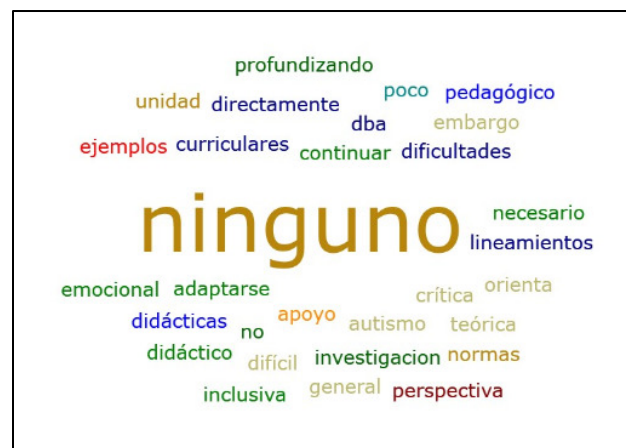 profundizando
unidad directamente poco pedagógico
dba embargo
ejemplos curriculares continuar dificultades
ninguno necesario
lineamientos
emocional adaptarse crítica orienta
didácticas no apoyo autismo teórica
didáctico difícil investigacion normas
inclusiva general perspectiva